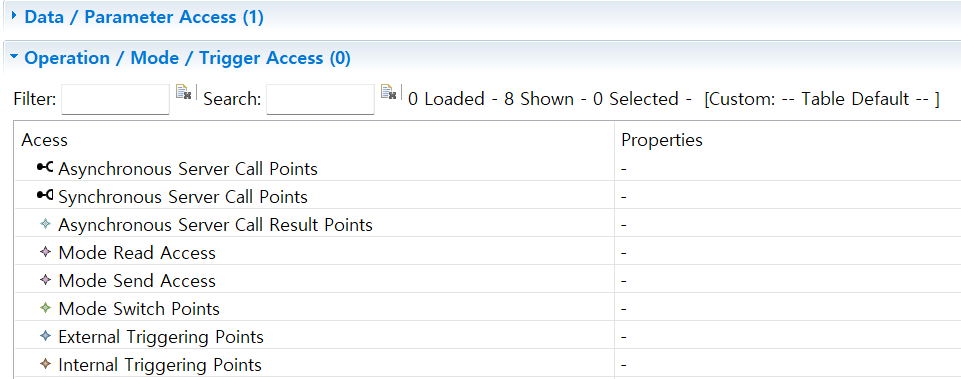 Data / Parameter Access (1)
Operation / Mode / Trigger Access (0)
Filter: Search: 0 Loaded - 8 Shown - 0 Selected - [Custom: -- Table Default -- ]
Acess Properties
Asynchronous Server Call Points -
Synchronous Server Call Points -
Asynchronous Server Call Result Points -
Mode Read Access -
Mode Send Access -
Mode Switch Points -
External Triggering Points -
Internal Triggering Points -